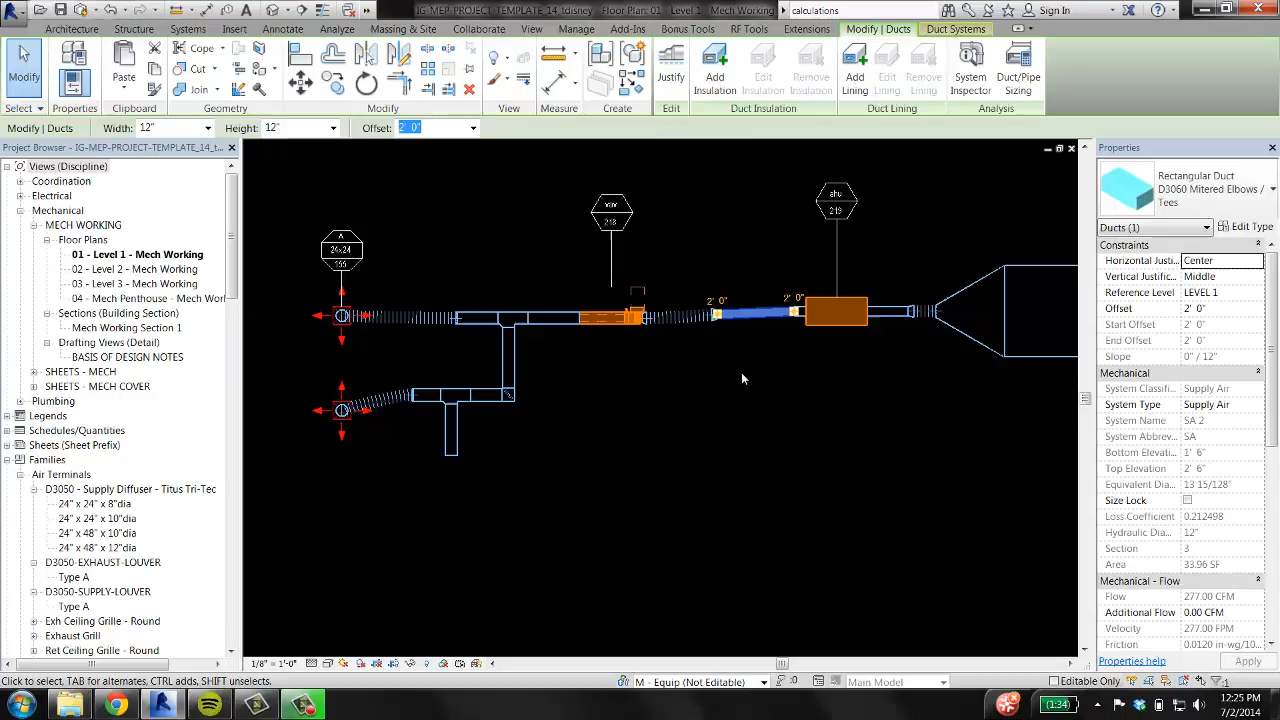 IG-MEP-PROJECT-TEMPLATE_14_tdisney - Floor Plan: 01 - Level 1 - Mech Working
calculations
Sign In
Architecture Structure Systems Insert Annotate Analyze Massing & Site Collaborate View Manage Add-Ins Bonus Tools RF Tools Extensions Modify | Ducts Duct Systems
Modify
Paste
Cope
Cut
Join
Justify
Add Insulation
Edit Insulation
Remove Insulation
Add Lining
Edit Lining
Remove Lining
System Inspector
Duct/Pipe Sizing
Select Properties Clipboard Geometry Modify View Measure Create Edit Duct Insulation Duct Lining Analysis
Modify | Ducts Width: 12" Height: 12" Offset: 2' 0"
Project Browser - IG-MEP-PROJECT-TEMPLATE_14_t...
Views (Discipline)
Coordination
Electrical
Mechanical
MECH WORKING
Floor Plans
01 - Level 1 - Mech Working
02 - Level 2 - Mech Working
03 - Level 3 - Mech Working
04 - Mech Penthouse - Mech Wor
Sections (Building Section)
Mechanical Working Section 1
Drafting Views (Detail)
BASIS OF DESIGN NOTES
SHEETS - MECH
SHEETS - MECH COVER
Plumbing
Legends
Schedules/Quantities
Sheets (Sheet Prefix)
Families
Air Terminals
D3050 - Supply Diffuser - Titus Tri-Tec
24" x 24" x 8"dia
24" x 24" x 10"dia
24" x 48" x 10"dia
24" x 48" x 12"dia
D3050-EXHAUST-LOUVER
Type A
D3050-SUPPLY-LOUVER
Type A
Exh Ceiling Grille - Round
Exhaust Grill
Ret Ceiling Grille - Round
A
24x24
155
vav
248
ahu
249
2' 0"
2' 0"
Properties
Rectangular Duct
D3060 Mitered Elbows /
Tees
Ducts (1) Edit Type
Constraints
Horizontal Justi... Center
Vertical Justific... Middle
Reference Level LEVEL 1
Offset 2' 0"
Start Offset 2' 0"
End Offset 2' 0"
Slope 0" / 12"
Mechanical
System Classifi... Supply Air
System Type Supply Air
System Name SA 2
System Abbrev... SA
Bottom Elevati... 1' 6"
Top Elevation 2' 6"
Equivalent Dia... 13 15/128"
Size Lock
Loss Coefficient 0.212498
Hydraulic Diam... 12"
Section 3
Area 33.96 SF
Mechanical - Flow
Flow 277.00 CFM
Additional Flow 0.00 CFM
Velocity 277.00 FPM
Friction 0.0120 in-wg/10...
Properties help Apply
1/8" = 1'-0"
Click to select, TAB for alternates, CTRL adds, SHIFT unselects.
M - Equip (Not Editable)
:0
Main Model
Editable Only
:1
(1:34)
12:25 PM
7/2/2014